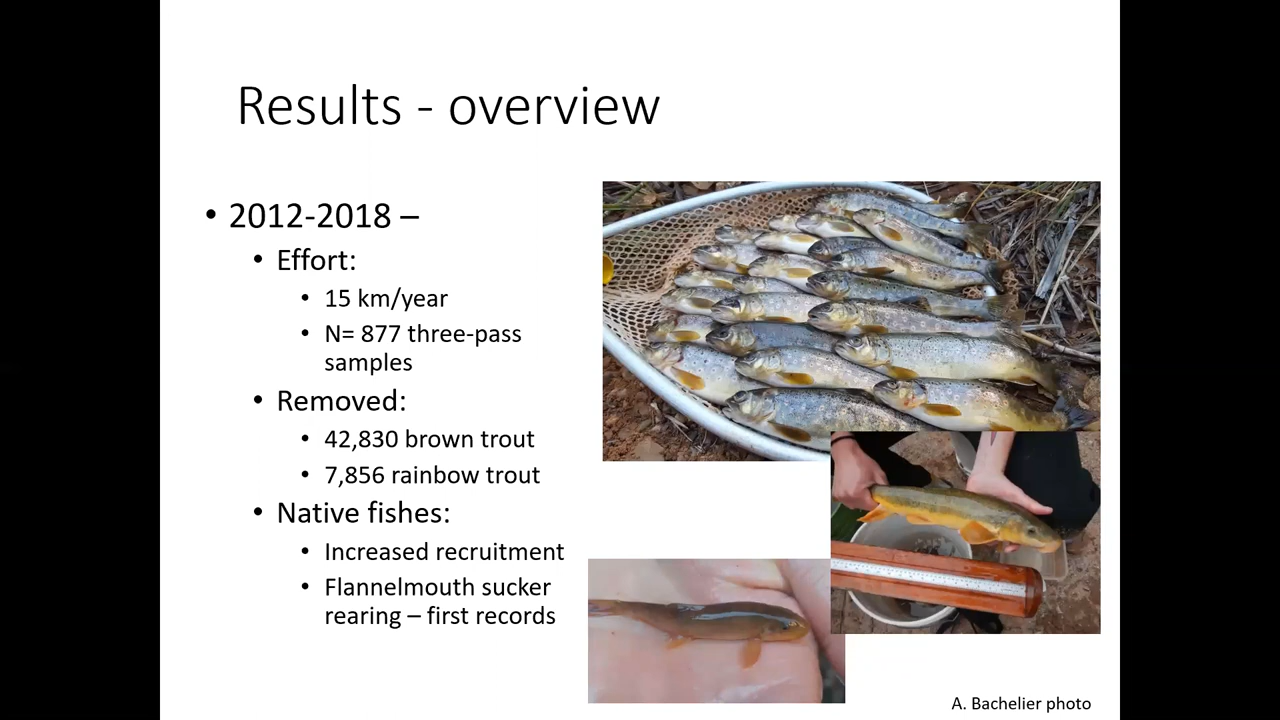 Results - overview
• 2012-2018 –
• Effort:
• 15 km/year
• N= 877 three-pass
samples
• Removed:
• 42,830 brown trout
• 7,856 rainbow trout
• Native fishes:
• Increased recruitment
• Flannelmouth sucker
rearing – first records
A. Bachelier photo